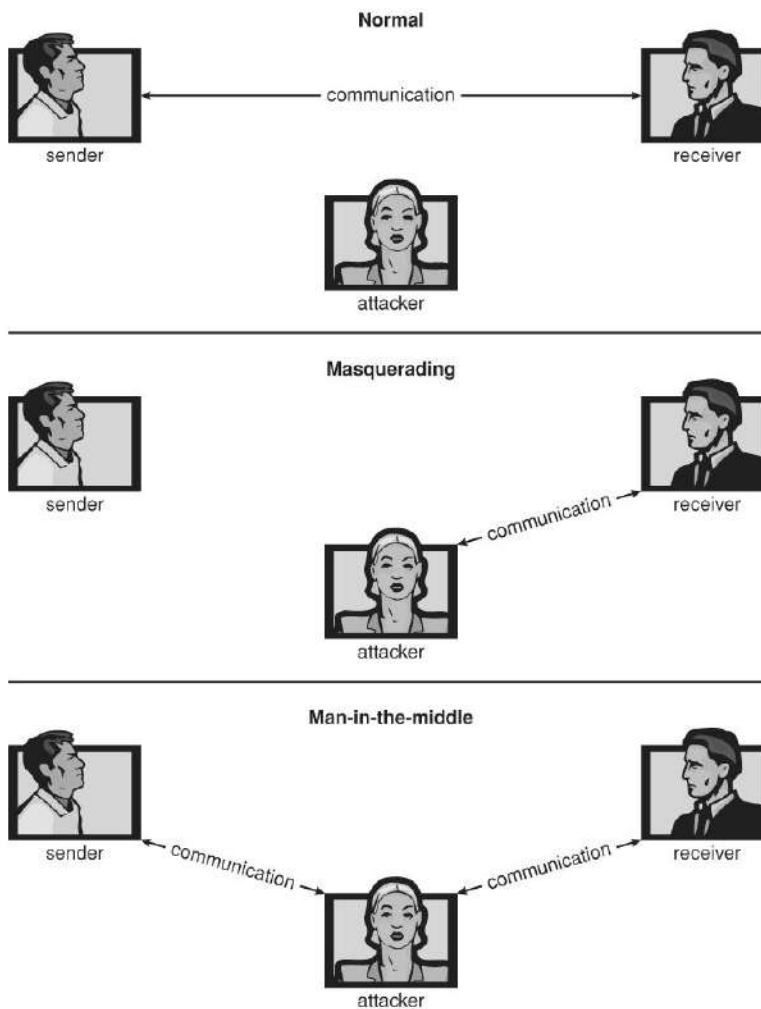 Normal
communication
sender
receiver
attacker
Masquerading
sender
communication
receiver
attacker
Man-in-the-middle
sender
communication
communication
receiver
attacker